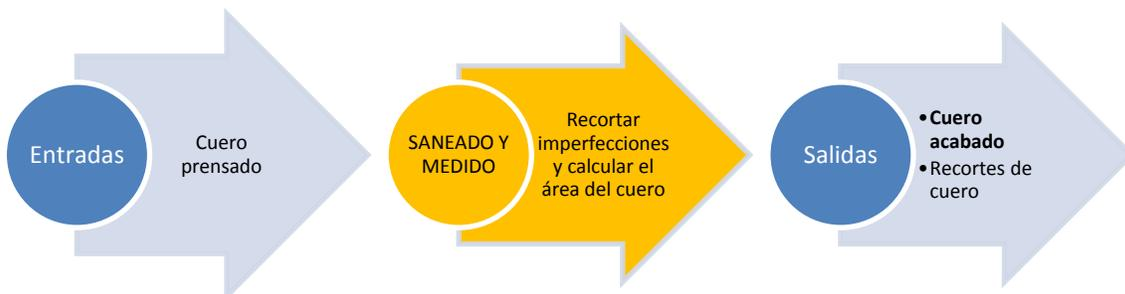 Entradas
Cuero
prensado
SANEADO Y
MEDIDO
Recortar
imperfecciones
y calcular el
área del cuero
Salidas
•Cuero
acabado
•Recortes de
cuero